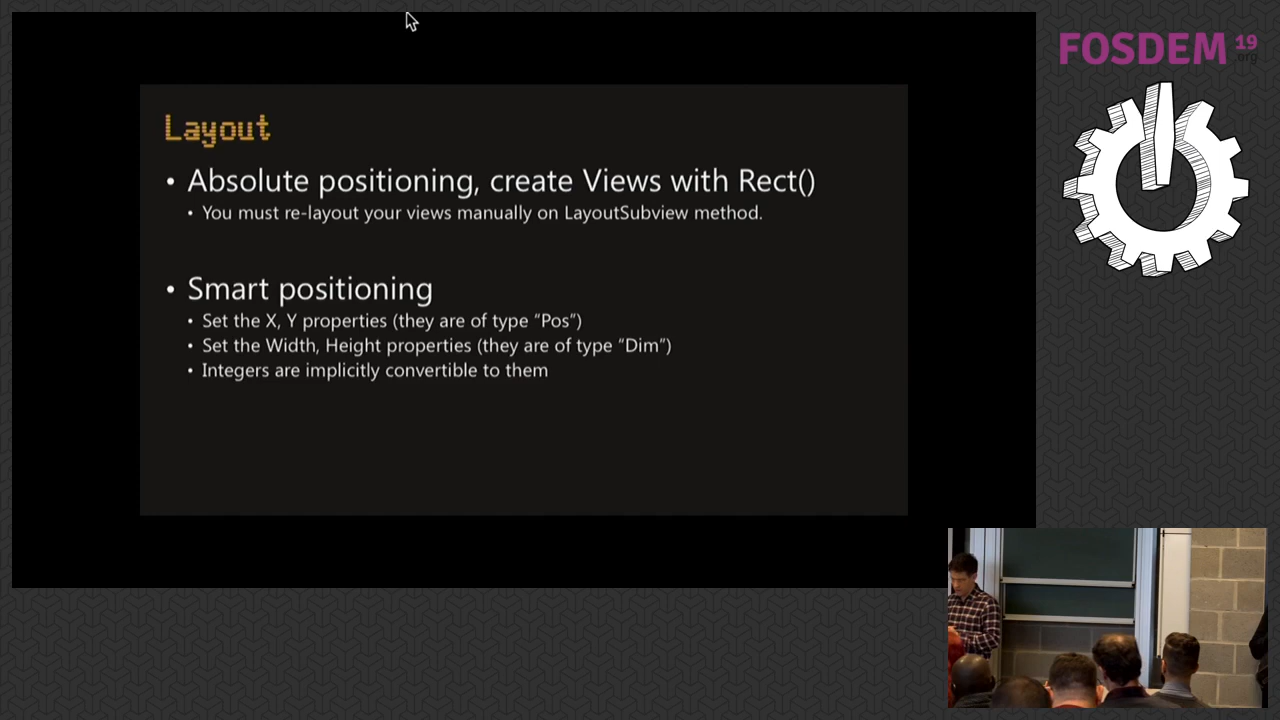 FOSDEM 19
.org
Layout
• Absolute positioning, create Views with Rect()
• You must re-layout your views manually on LayoutSubview method.
• Smart positioning
• Set the X, Y properties (they are of type “Pos”)
• Set the Width, Height properties (they are of type “Dim”)
• Integers are implicitly convertible to them